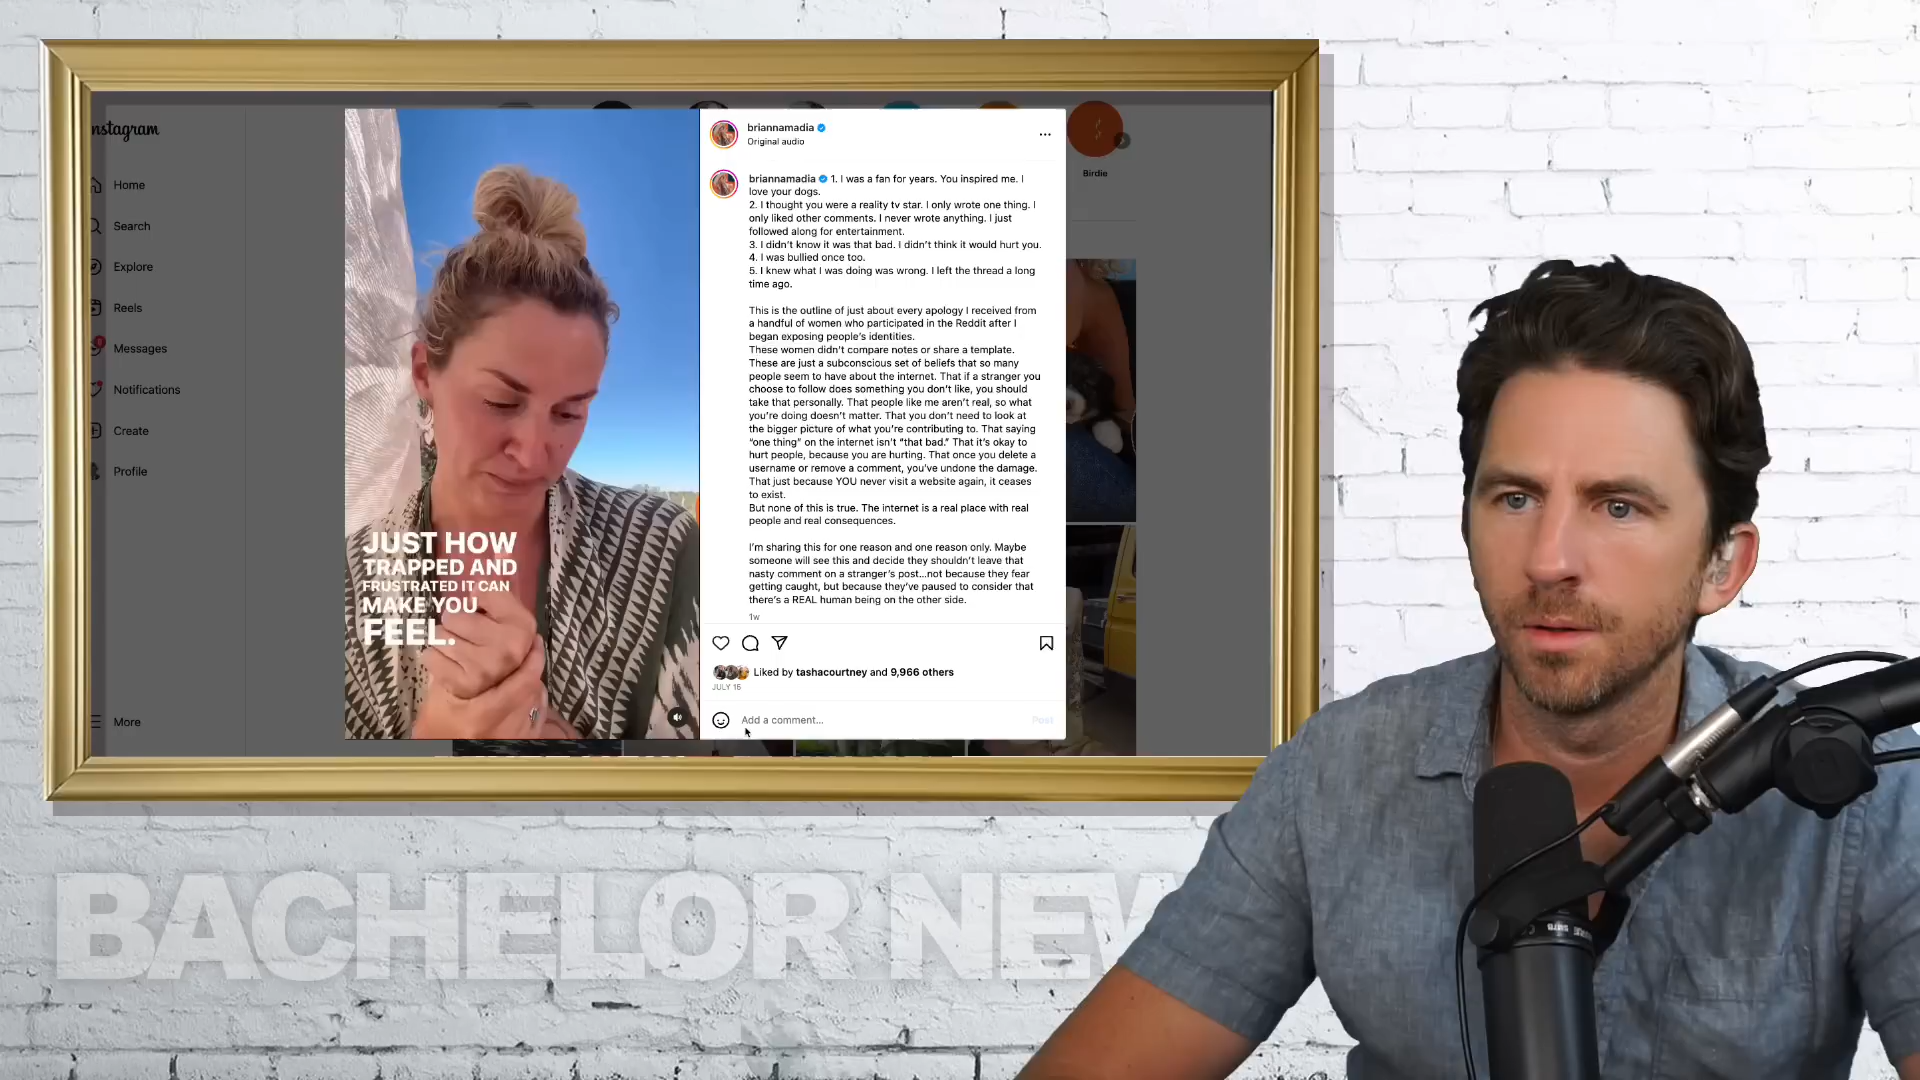 Instagram
Home
Search
Explore
Reels
Messages
Notifications
Create
Profile
More
JUST HOW
TRAPPED AND
FRUSTRATED IT CAN
MAKE YOU
FEEL.
briannamadia
Original audio
briannamadia 1. I was a fan for years. You inspired me. I
love your dogs.
2. I thought you were a reality tv star. I only wrote one thing. I
only liked other comments. I never wrote anything. I just
followed along for entertainment.
3. I didn't know it was that bad. I didn't think it would hurt you.
4. I was bullied once too.
5. I knew what I was doing was wrong. I left the thread a long
time ago.
This is the outline of just about every apology I received from
a handful of women who participated in the Reddit after I
began exposing people's identities.
These women didn't compare notes or share a template.
These are just a subconscious set of beliefs that so many
people seem to have about the internet. That if a stranger you
choose to follow does something you don't like, you should
take that personally. That people like me aren't real, so what
you're doing doesn't matter. That you don't need to look at
the bigger picture of what you're contributing to. That saying
"one thing" on the internet isn't "that bad." That it's okay to
hurt people, because you are hurting. That once you delete a
username or remove a comment, you've undone the damage.
That just because YOU never visit a website again, it ceases
to exist.
But none of this is true. The internet is a real place with real
people and real consequences.
I'm sharing this for one reason and one reason only. Maybe
someone will see this and decide they shouldn't leave that
nasty comment on a stranger's post...not because they fear
getting caught, but because they've paused to consider that
there's a REAL human being on the other side.
1w
Liked by tashacourtney and 9,966 others
JULY 15
Add a comment...
Post
Birdie
BACHELOR NEW